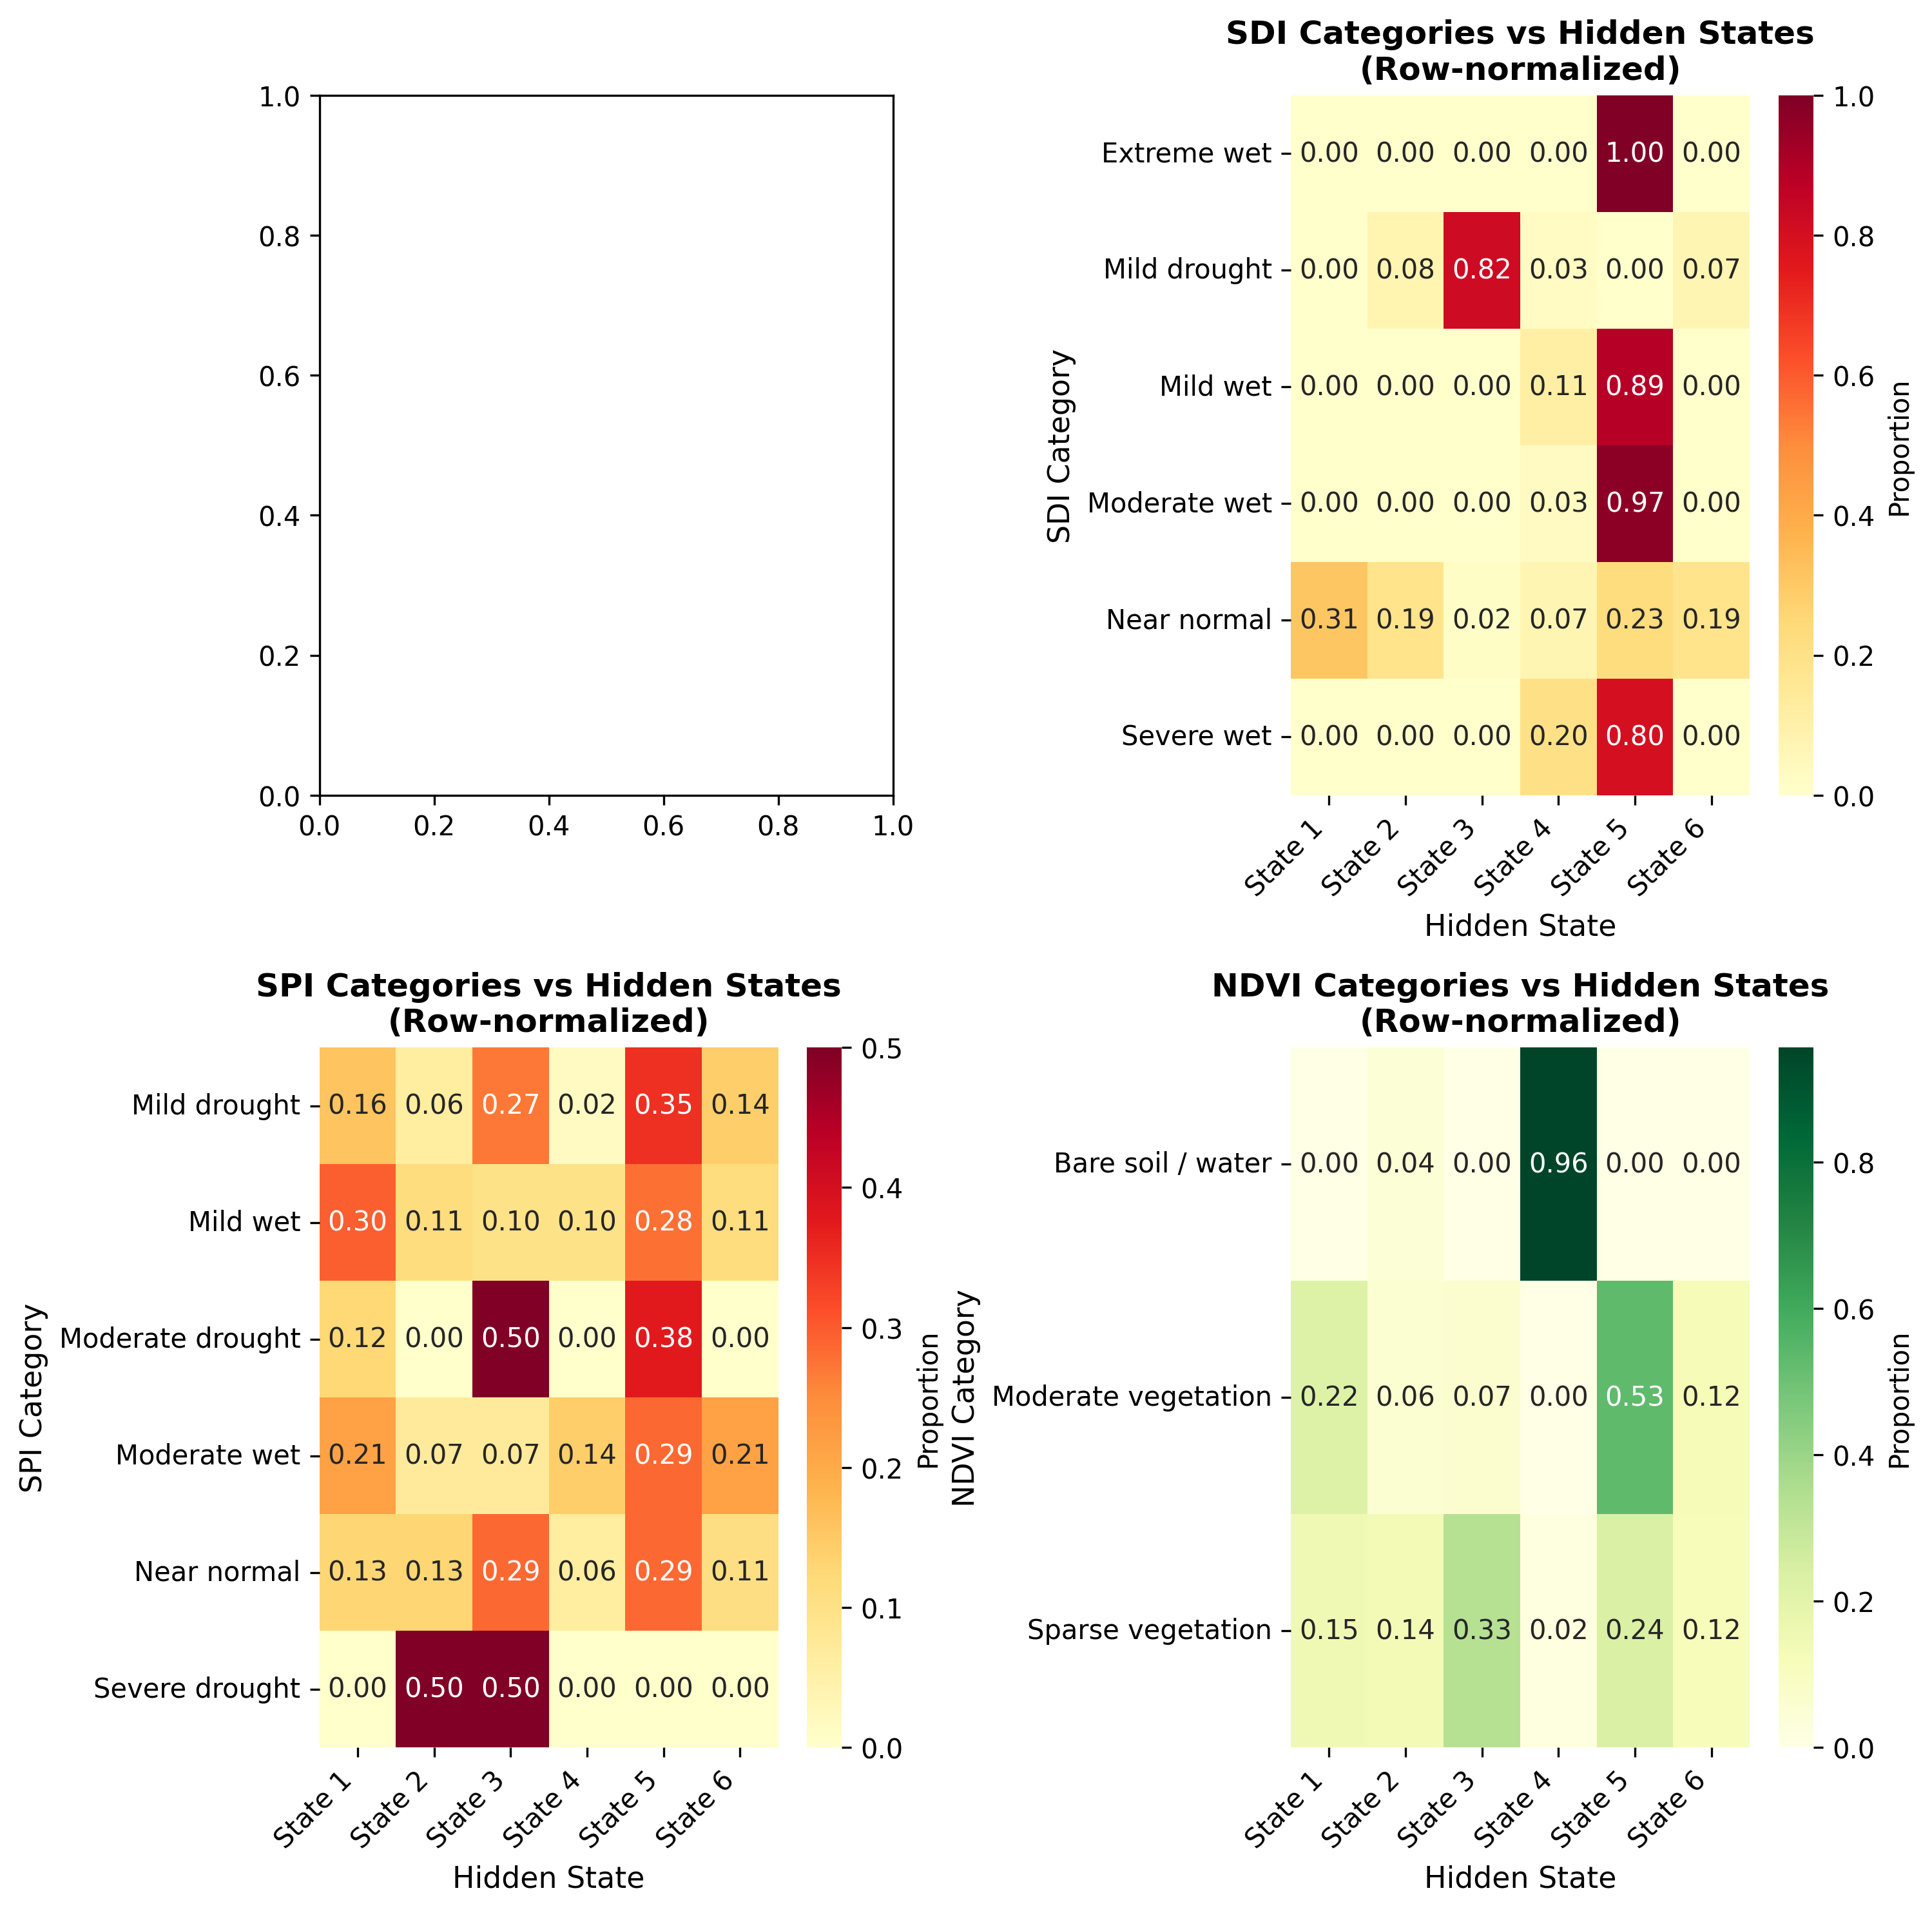 1.0
0.8
0.6
0.4
0.2
0.0
0.0 0.2 0.4 0.6 0.8 1.0
SDI Categories vs Hidden States
(Row-normalized)
SDI Category
Extreme wet 0.00 0.00 0.00 0.00 1.00 0.00
Mild drought 0.00 0.08 0.82 0.03 0.00 0.07
Mild wet 0.00 0.00 0.00 0.11 0.89 0.00
Moderate wet 0.00 0.00 0.00 0.03 0.97 0.00
Near normal 0.31 0.19 0.02 0.07 0.23 0.19
Severe wet 0.00 0.00 0.00 0.20 0.80 0.00
State 1 State 2 State 3 State 4 State 5 State 6
Hidden State
1.0
0.8
0.6
0.4
0.2
0.0
Proportion
SPI Categories vs Hidden States
(Row-normalized)
SPI Category
Mild drought 0.16 0.06 0.27 0.02 0.35 0.14
Mild wet 0.30 0.11 0.10 0.10 0.28 0.11
Moderate drought 0.12 0.00 0.50 0.00 0.38 0.00
Moderate wet 0.21 0.07 0.07 0.14 0.29 0.21
Near normal 0.13 0.13 0.29 0.06 0.29 0.11
Severe drought 0.00 0.50 0.50 0.00 0.00 0.00
State 1 State 2 State 3 State 4 State 5 State 6
Hidden State
0.5
0.4
0.3
0.2
0.1
0.0
Proportion
NDVI Categories vs Hidden States
(Row-normalized)
NDVI Category
Bare soil / water 0.00 0.04 0.00 0.96 0.00 0.00
Moderate vegetation 0.22 0.06 0.07 0.00 0.53 0.12
Sparse vegetation 0.15 0.14 0.33 0.02 0.24 0.12
State 1 State 2 State 3 State 4 State 5 State 6
Hidden State
0.8
0.6
0.4
0.2
0.0
Proportion